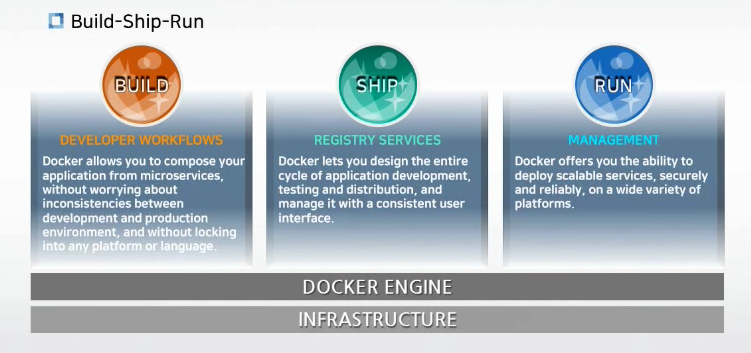 Build-Ship-Run
BUILD
DEVELOPER WORKFLOWS
Docker allows you to compose your
application from microservices,
without worrying about
inconsistencies between
development and production
environment, and without locking
into any platform or language.
SHIP
REGISTRY SERVICES
Docker lets you design the entire
cycle of application development,
testing and distribution, and
manage it with a consistent user
interface.
RUN
MANAGEMENT
Docker offers you the ability to
deploy scalable services, securely
and reliably, on a wide variety of
platforms.
DOCKER ENGINE
INFRASTRUCTURE